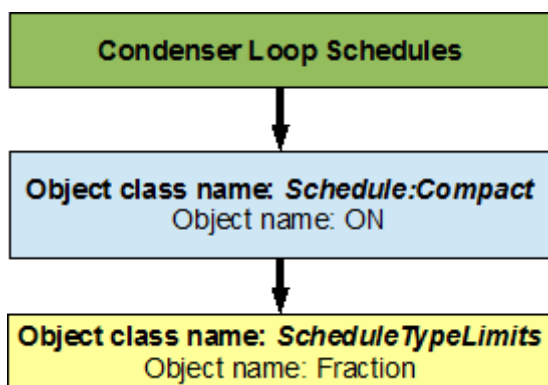 Condenser Loop Schedules
Object class name: Schedule:Compact
Object name: ON
Object class name: ScheduleTypeLimits
Object name: Fraction